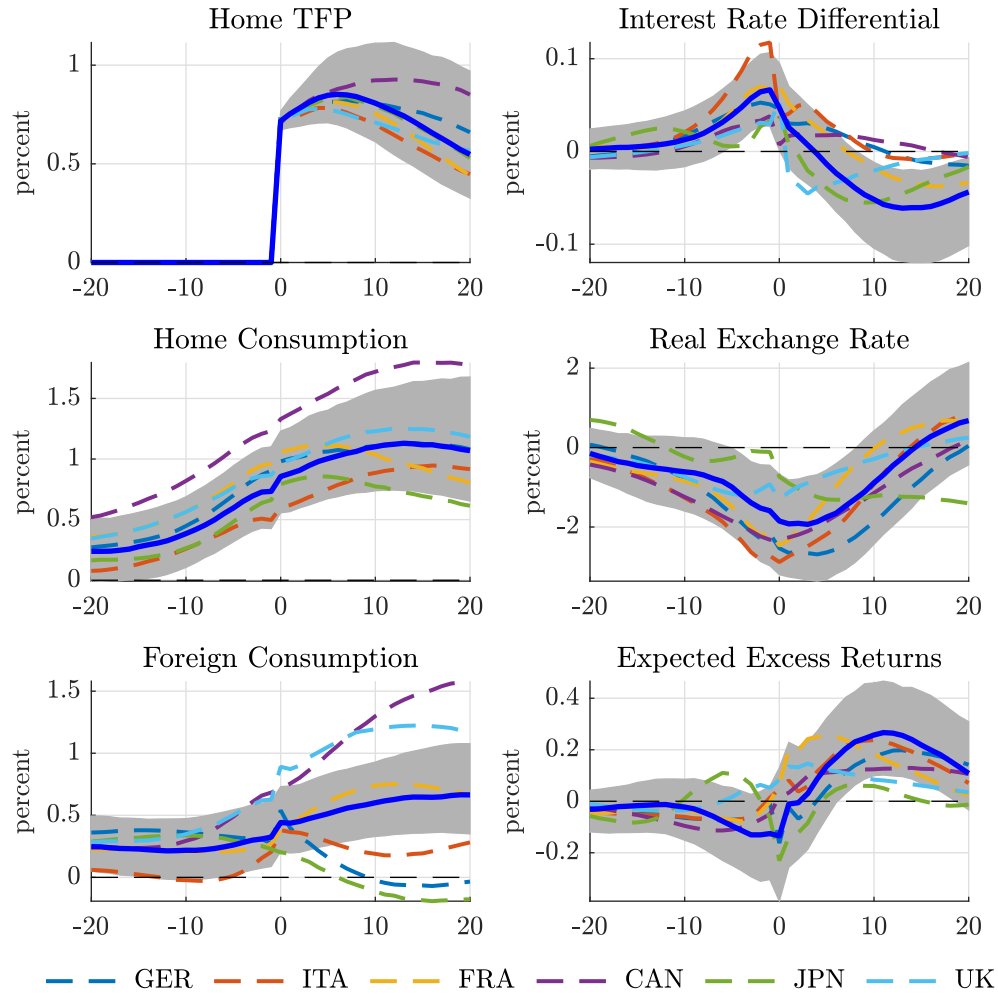 Home TFP
percent
1
0.5
0
-20 -10 0 10 20
Interest Rate Differential
percent
0.1
0
-0.1
-20 -10 0 10 20
Home Consumption
percent
1.5
1
0.5
0
-20 -10 0 10 20
Real Exchange Rate
percent
2
0
-2
-20 -10 0 10 20
Foreign Consumption
percent
1.5
1
0.5
0
-20 -10 0 10 20
Expected Excess Returns
percent
0.4
0.2
0
-0.2
-20 -10 0 10 20
GER ITA FRA CAN JPN UK